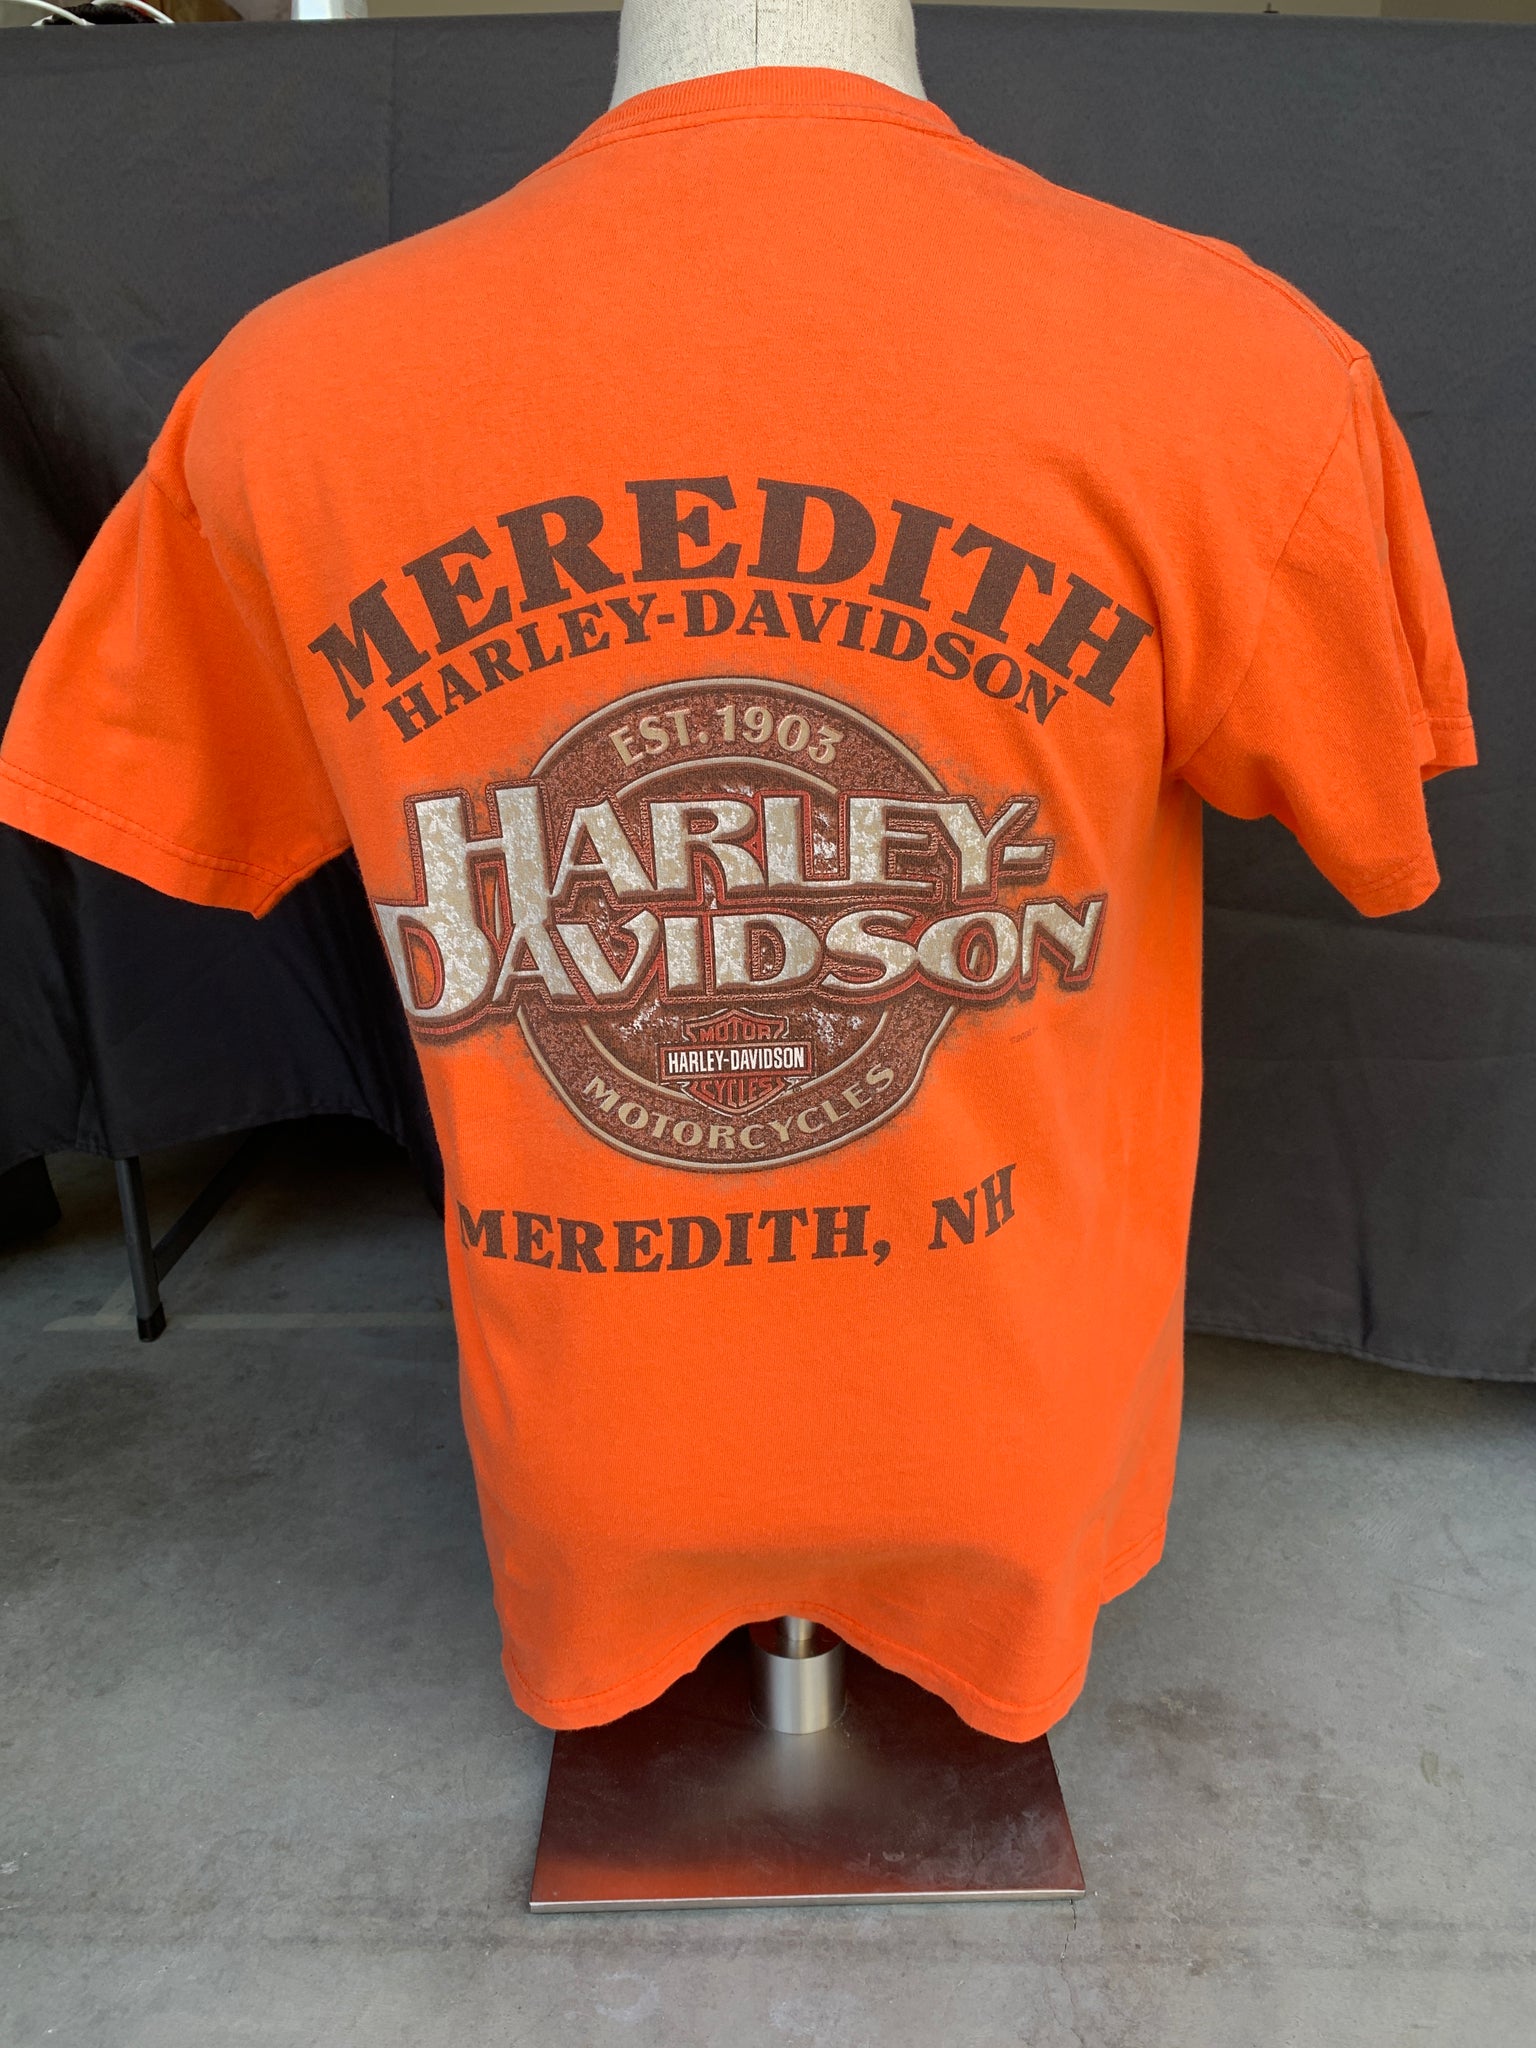 MEREDITH
HARLEY-DAVIDSON
EST. 1903
HARLEY-
DAVIDSON
MOTOR
HARLEY-DAVIDSON
CYCLES
MOTORCYCLES
MEREDITH, NH